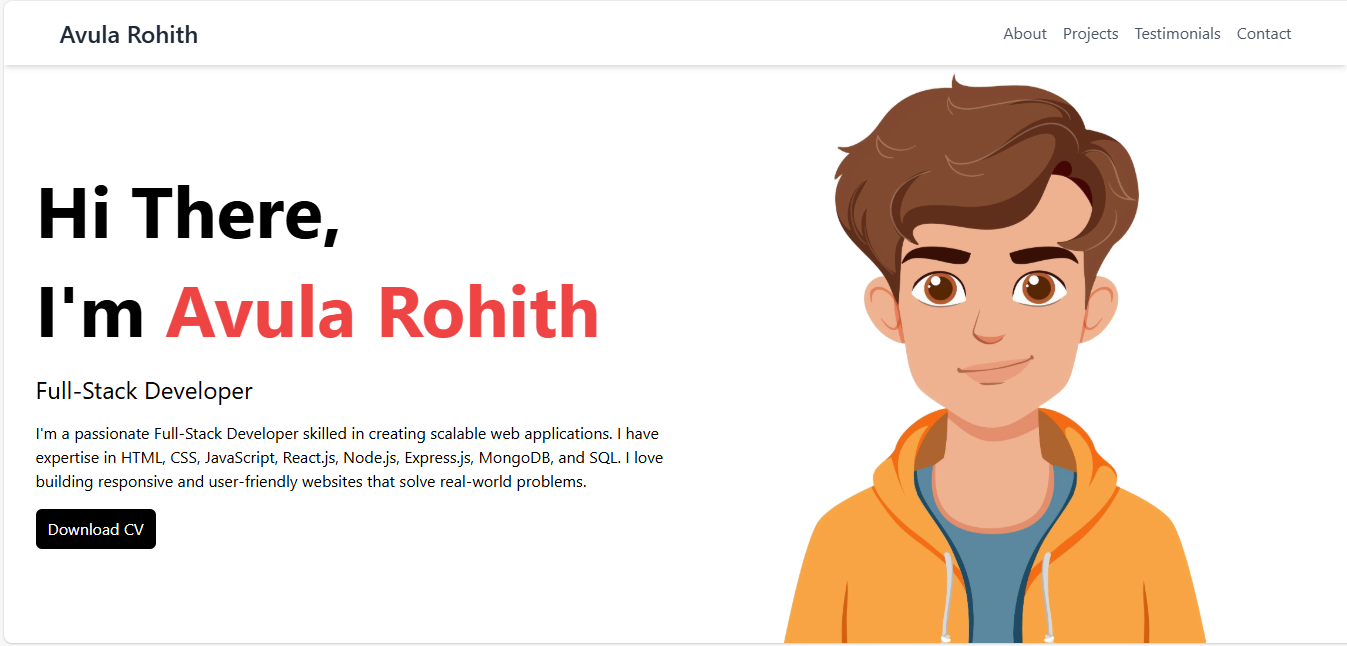 Avula Rohith
About Projects Testimonials Contact
Hi There,
I'm Avula Rohith
Full-Stack Developer
I'm a passionate Full-Stack Developer skilled in creating scalable web applications. I have
expertise in HTML, CSS, JavaScript, React.js, Node.js, Express.js, MongoDB, and SQL. I love
building responsive and user-friendly websites that solve real-world problems.
Download CV